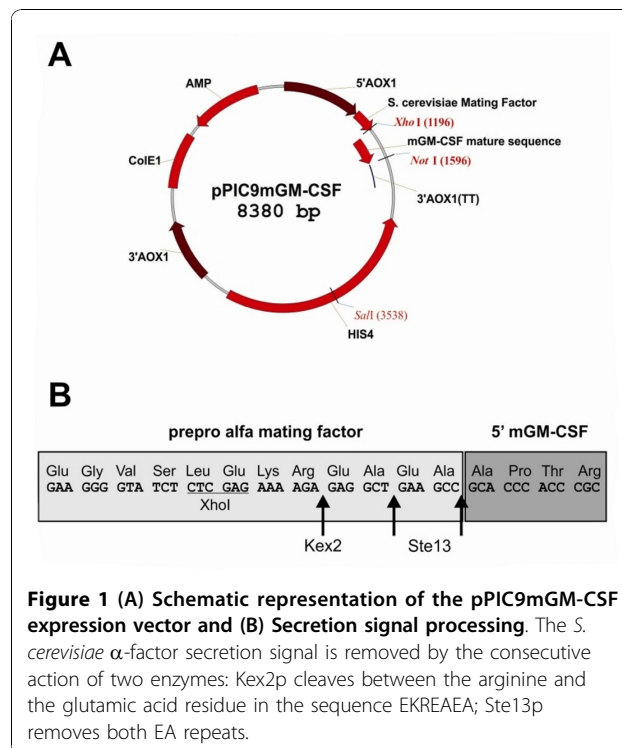 A
AMP
5'AOX1
S. cerevisiae Mating Factor
Xho I (1196)
mGM-CSF mature sequence
Not I (1596)
ColE1
pPIC9mGM-CSF
8380 bp
3'AOX1(TT)
3'AOX1
SalI (3538)
HIS4
B
prepro alfa mating factor 5' mGM-CSF
Glu Gly Val Ser Leu Glu Lys Arg Glu Ala Glu Ala Ala Pro Thr Arg
GAA GGG GTA TCT CTC GAG AAA AGA GAG GCT GAA GCC GCA CCC ACC CGC
XhoI
Kex2 Ste13
Figure 1 (A) Schematic representation of the pPIC9mGM-CSF
expression vector and (B) Secretion signal processing. The S.
cerevisiae α-factor secretion signal is removed by the consecutive
action of two enzymes: Kex2p cleaves between the arginine and
the glutamic acid residue in the sequence EKREAEA; Ste13p
removes both EA repeats.